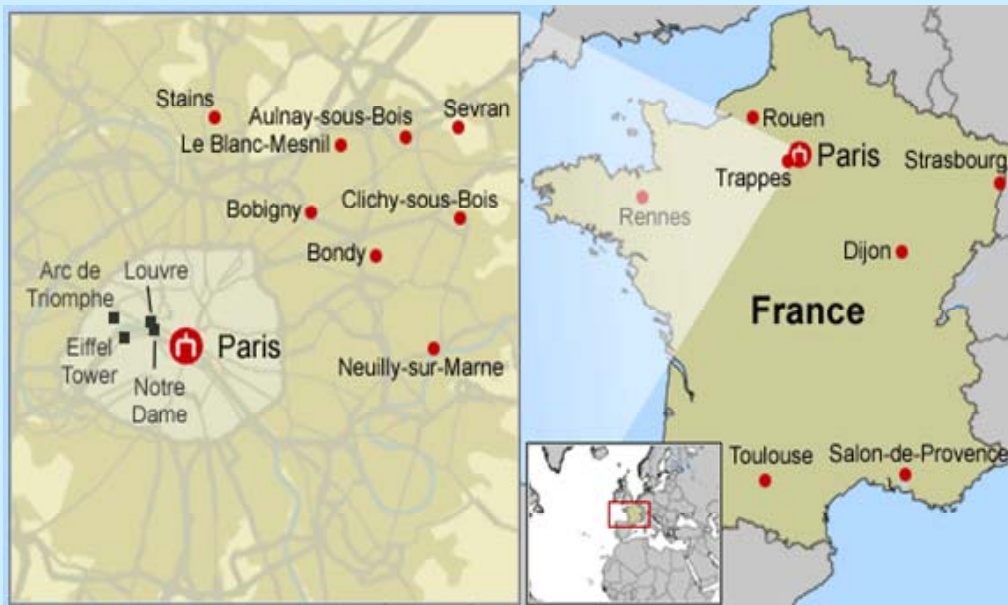 Stains
Aulnay-sous-Bois
Sevran
Le Blanc-Mesnil
Clichy-sous-Bois
Bobigny
Bondy
Arc de
Triomphe
Louvre
Eiffel
Tower
Paris
Notre
Dame
Neuilly-sur-Marne
Rouen
Paris
Strasbourg
Trappes
Rennes
Dijon
France
Toulouse
Salon-de-Provence